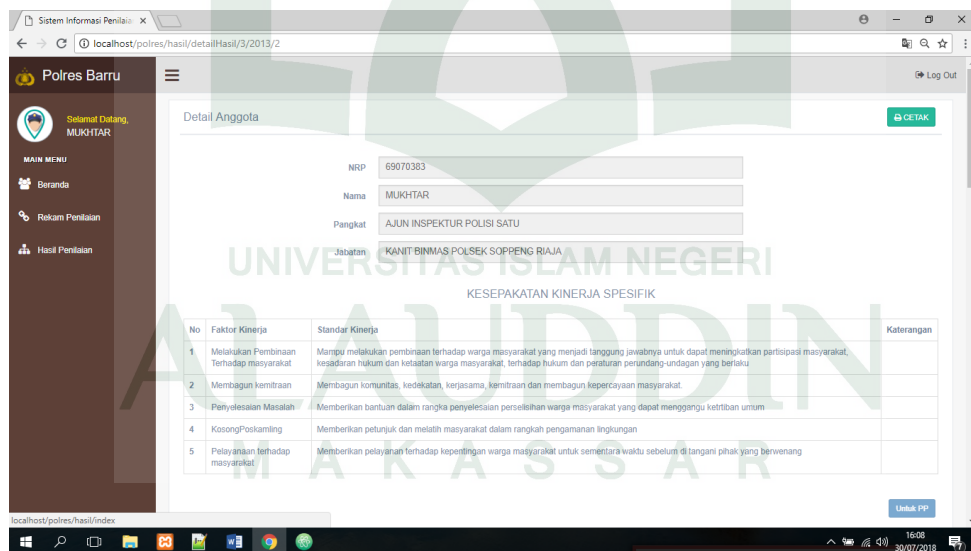 Sistem Informasi Penilaia
localhost/polres/hasil/detailHasil/3/2013/2
Polres Barru
Log Out
Selamat Datang,
MUKHTAR
MAIN MENU
Beranda
Rekam Penilaian
Hasil Penilaian
Detail Anggota
CETAK
NRP 69070383
Nama MUKHTAR
Pangkat AJUN INSPEKTUR POLISI SATU
Jabatan KANIT BINMAS POLSEK SOPPENG RIAJA
UNIVERSITAS ISLAM NEGERI
KESEPAKATAN KINERJA SPESIFIK
ALAUDDIN
No Faktor Kinerja Standar Kinerja Katerangan
1 Melakukan Pembinaan Mampu melakukan pembinaan terhadap warga masyarakat yang menjadi tanggung jawabnya untuk dapat meningkatkan partisipasi masyarakat,
Terhadap masyarakat kesadaran hukum dan ketaatan warga masyarakat, terhadap hukum dan peraturan perundang-undagan yang berlaku
2 Membagun kemitraan Membagun komunitas, kedekatan, kerjasama, kemitraan dan membagun kepercayaan masyarakat.
3 Penyelesaian Masalah Memberikan bantuan dalam rangka penyelesaian perselisihan warga masyarakat yang dapat menggangu ketrtiban umum
4 KosongPoskamling Memberikan petunjuk dan melatih masyarakat dalam rangkah pengamanan lingkungan
5 Pelayanaan terhadap Memberikan pelayanan terhadap kepentingan warga masyarakat untuk sementara waktu sebelum di tangani pihak yang berwenang
masyarakat
MAKASSAR
Untuk PP
localhost/polres/hasil/index
16:08
30/07/2018